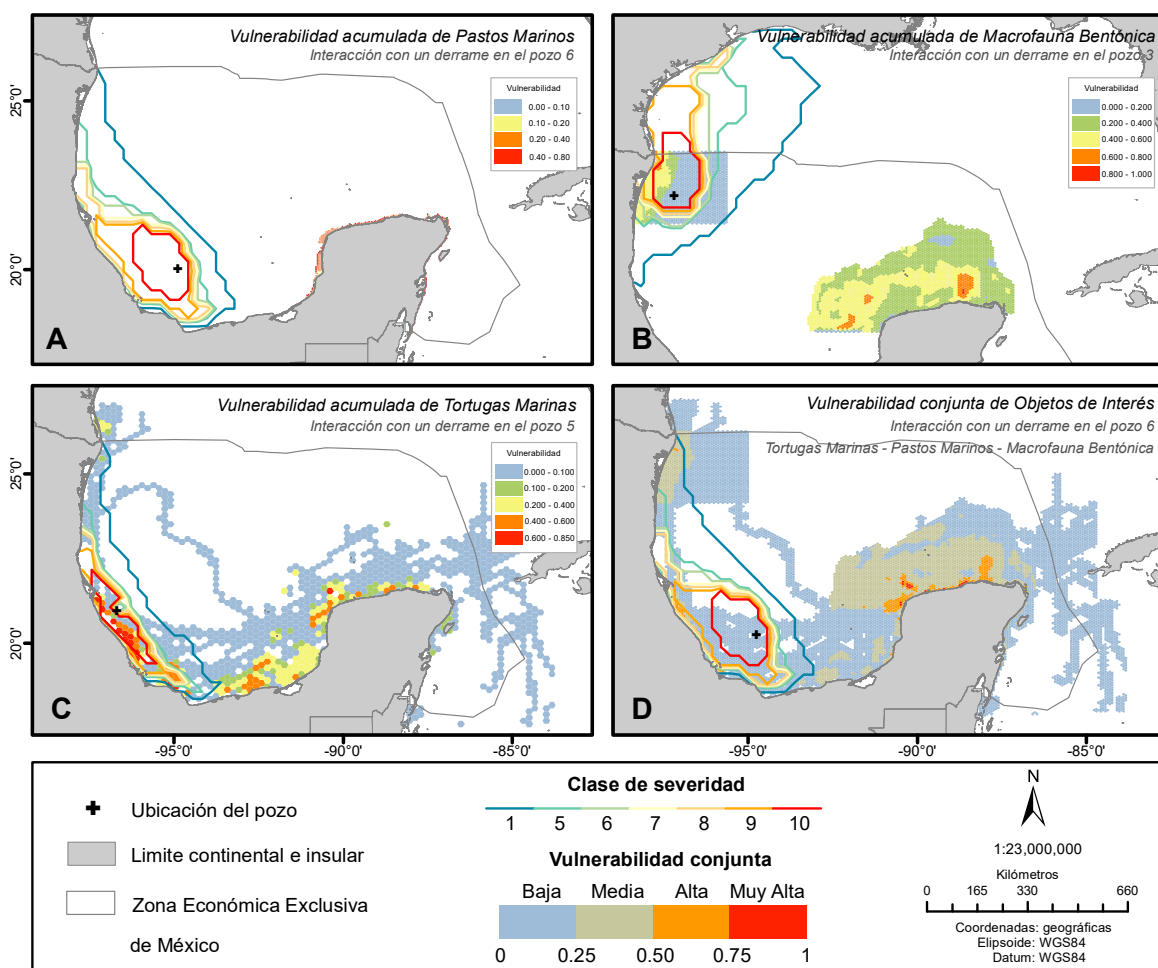 Vulnerabilidad acumulada de Pastos Marinos
Interacción con un derrame en el pozo 6
Vulnerabilidad
0.00 - 0.10
0.10 - 0.20
0.20 - 0.40
0.40 - 0.80
25°0'
20°0'
A
Vulnerabilidad acumulada de Macrofauna Bentónica
Interacción con un derrame en el pozo 3
Vulnerabilidad
0.000 - 0.200
0.200 - 0.400
0.400 - 0.600
0.600 - 0.800
0.800 - 1.000
B
Vulnerabilidad acumulada de Tortugas Marinas
Interacción con un derrame en el pozo 5
Vulnerabilidad
0.000 - 0.100
0.100 - 0.200
0.200 - 0.400
0.400 - 0.600
0.600 - 0.850
25°0'
20°0'
C
-95°0'
-90°0'
-85°0'
Vulnerabilidad conjunta de Objetos de Interés
Interacción con un derrame en el pozo 6
Tortugas Marinas - Pastos Marinos - Macrofauna Bentónica
D
-95°0'
-90°0'
-85°0'
Ubicación del pozo
Limite continental e insular
Zona Económica Exclusiva
de México
Clase de severidad
1 5 6 7 8 9 10
Vulnerabilidad conjunta
Baja Media Alta Muy Alta
0 0.25 0.50 0.75 1
N
1:23,000,000
Kilómetros
0 165 330 660
Coordenadas: geográficas
Elipsoide: WGS84
Datum: WGS84